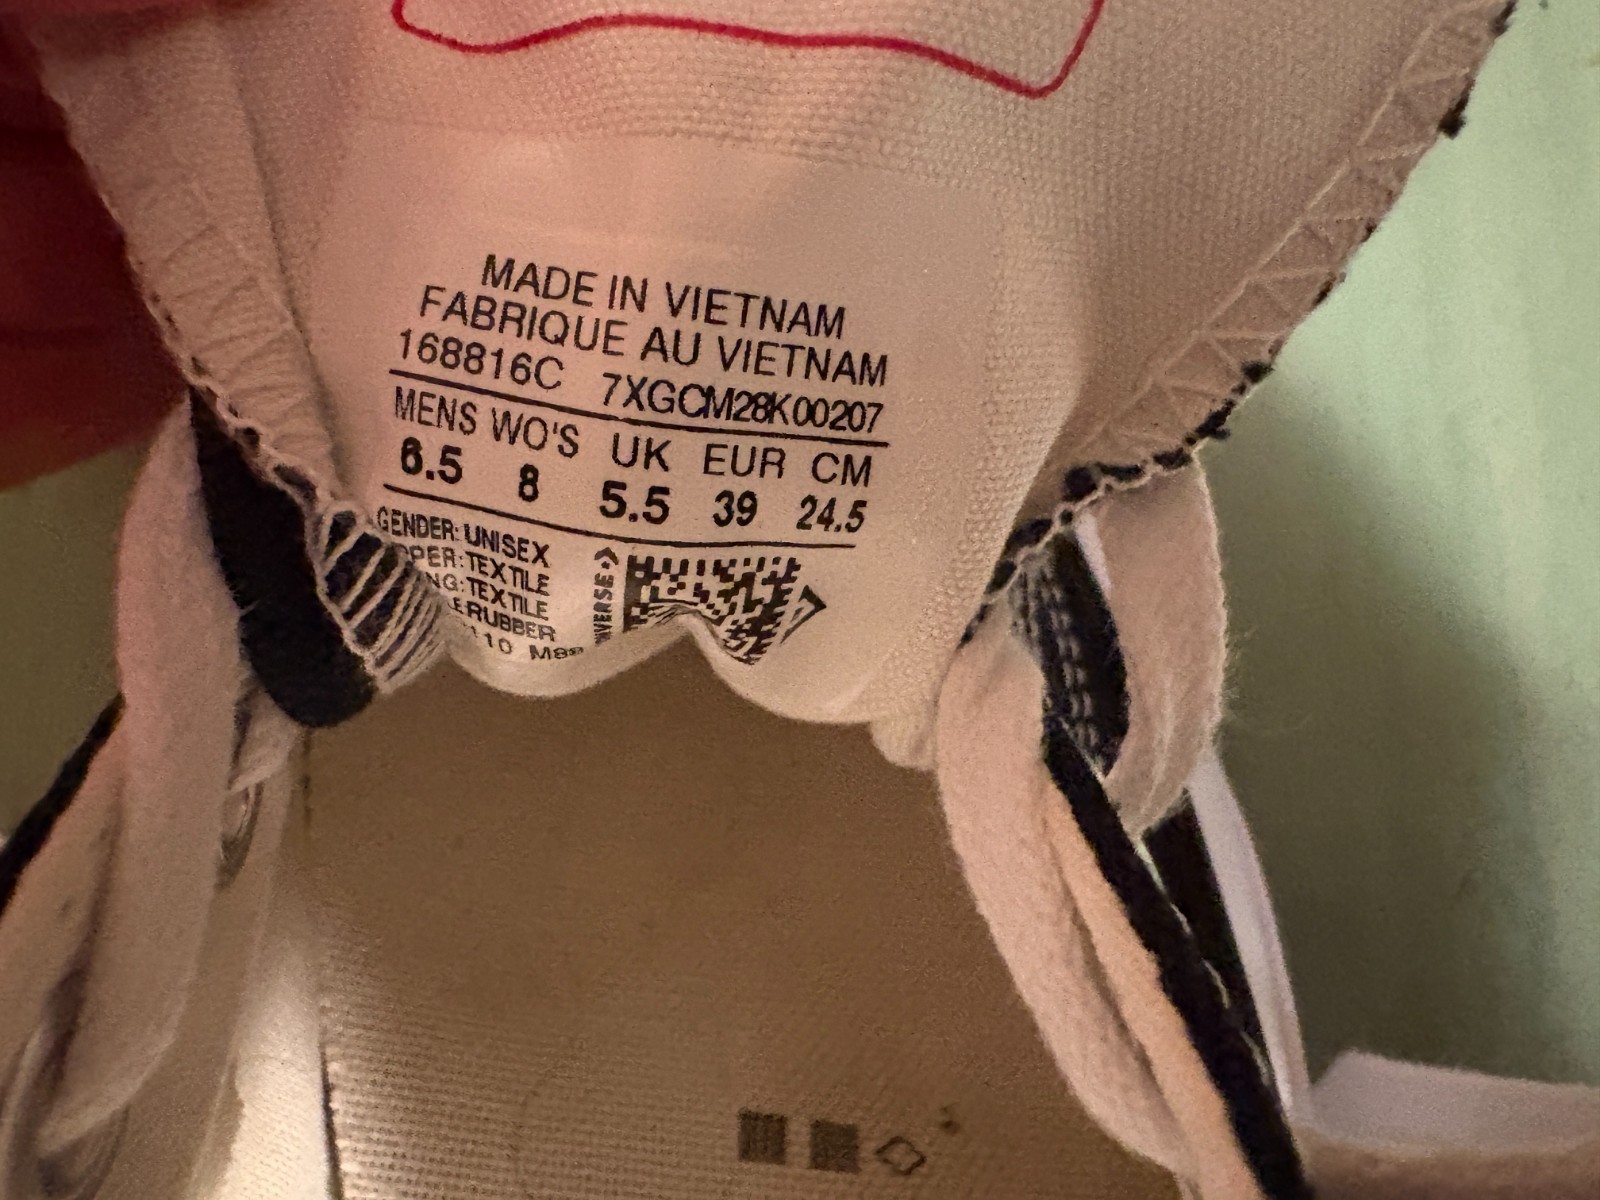 MADE IN VIETNAM
FABRIQUE AU VIETNAM
168816C 7XGCM28K00207
MENS WO'S UK EUR CM
6.5 8 5.5 39 24.5
GENDER: UNISEX
: TEXTILE
: TEXTILE
RUBBER